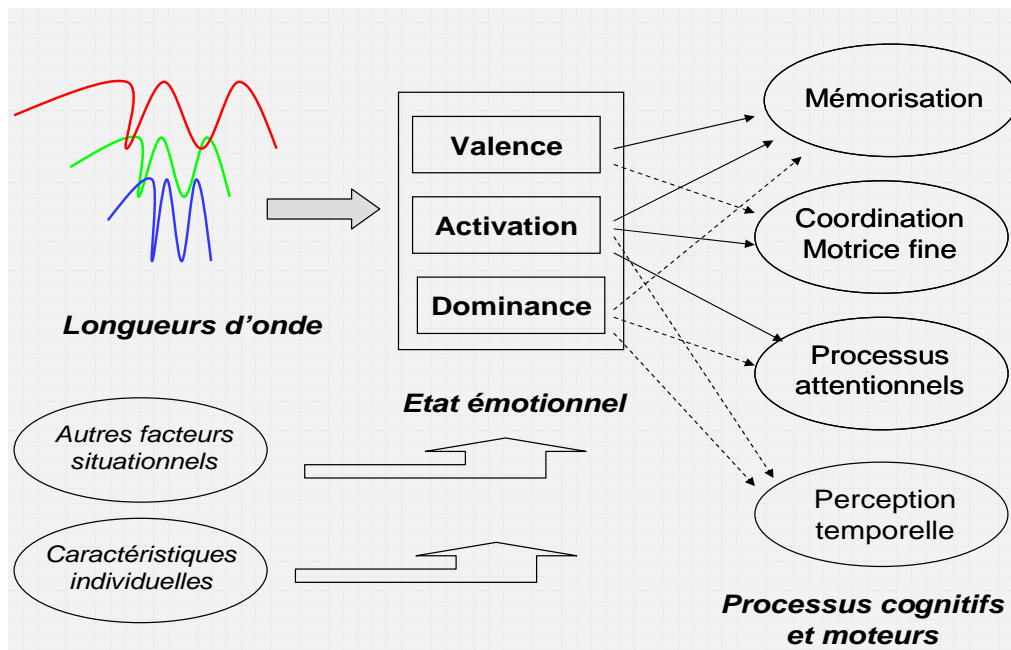 Valence
Activation
Dominance
Longueurs d'onde
Etat émotionnel
Autres facteurs
situationnels
Caractéristiques
individuelles
Mémorisation
Coordination
Motrice fine
Processus
attentionnels
Perception
temporelle
Processus cognitifs
et moteurs